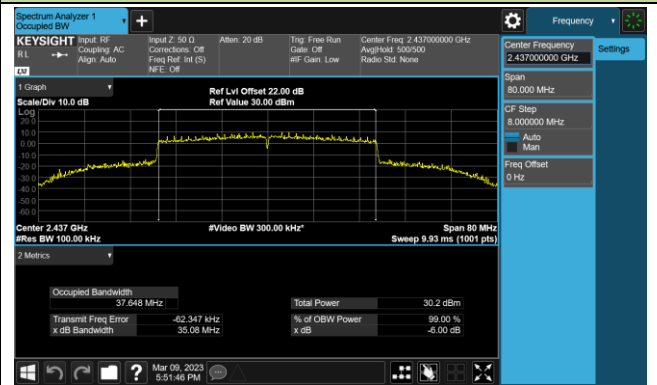 Spectrum Analyzer 1
Occupied BW
Frequency
KEYSIGHT
Input: RF
Coupling: AC
Align: Auto
Input Z: 50 Ω
Corrections: Off
Freq Ref: Int (S)
NFE: Off
Atten: 20 dB
Trig: Free Run
Gate: Off
#IF Gain: Low
Center Freq: 2.437000000 GHz
Avg|Hold: 500/500
Radio Std: None
RL
Center Frequency
2.437000000 GHz
Settings
Span
80.000 MHz
CF Step
8.000000 MHz
Auto
Man
Freq Offset
0 Hz
1 Graph
Scale/Div 10.0 dB
Ref Lvl Offset 22.00 dB
Ref Value 30.00 dBm
Log
20.0
10.0
0.00
-10.0
-20.0
-30.0
-40.0
-50.0
-60.0
Center 2.437 GHz
#Video BW 300.00 kHz*
Span 80 MHz
#Res BW 100.00 kHz
Sweep 9.93 ms (1001 pts)
2 Metrics
Occupied Bandwidth
37.648 MHz
Total Power 30.2 dBm
Transmit Freq Error -62.347 kHz
% of OBW Power 99.00 %
x dB Bandwidth 35.08 MHz
x dB -6.00 dB
Mar 09, 2023
5:51:46 PM